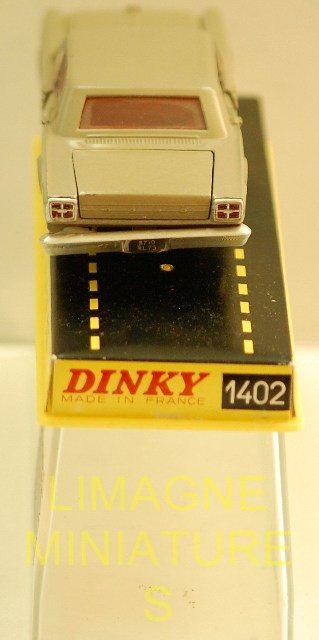 DINKY
MADE IN FRANCE
1402
LIMAGNE
MINIATURE
S